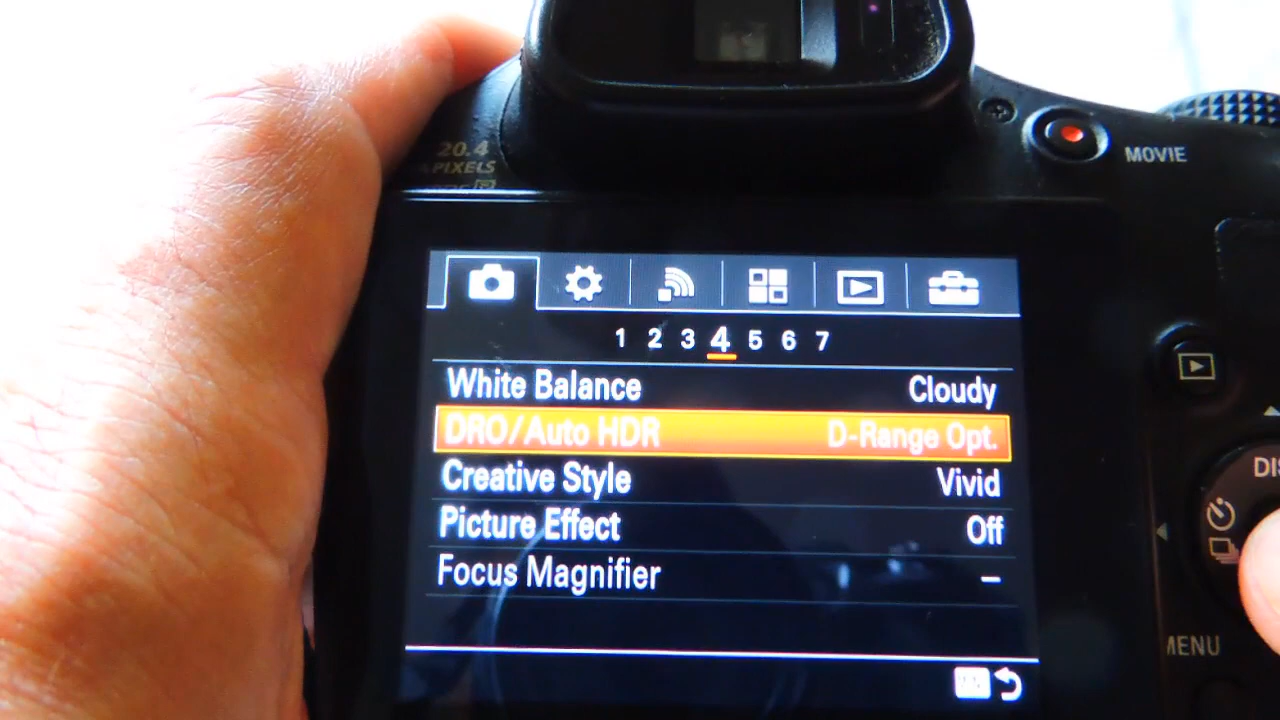 20.4
PIXELS
MOVIE
1 2 3 4 5 6 7
White Balance Cloudy
DRO/Auto HDR D-Range Opt.
Creative Style Vivid
Picture Effect Off
Focus Magnifier –
MENU